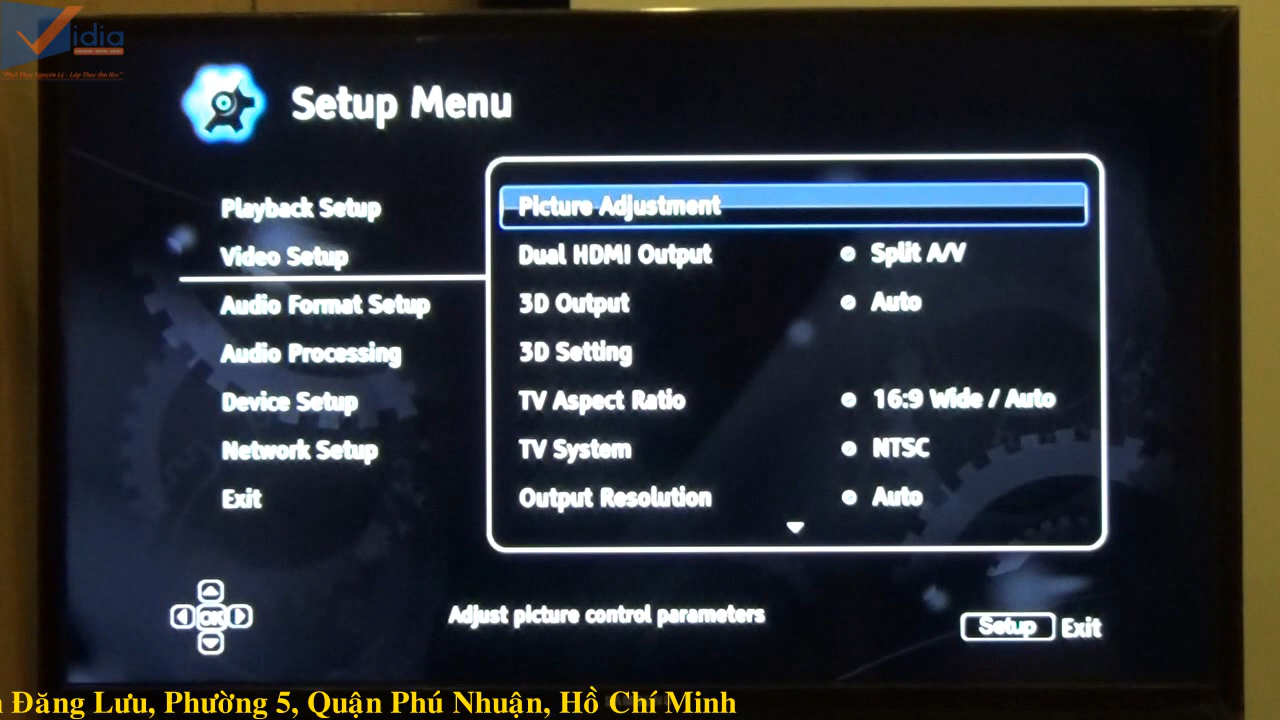 idia
Setup Menu
Playback Setup
Video Setup
Audio Format Setup
Audio Processing
Device Setup
Network Setup
Exit
Picture Adjustment
Dual HDMI Output Split A/V
3D Output Auto
3D Setting
TV Aspect Ratio 16:9 Wide / Auto
TV System NTSC
Output Resolution Auto
OK
Adjust picture control parameters
Setup Exit
Đăng Lưu, Phường 5, Quận Phú Nhuận, Hồ Chí Minh